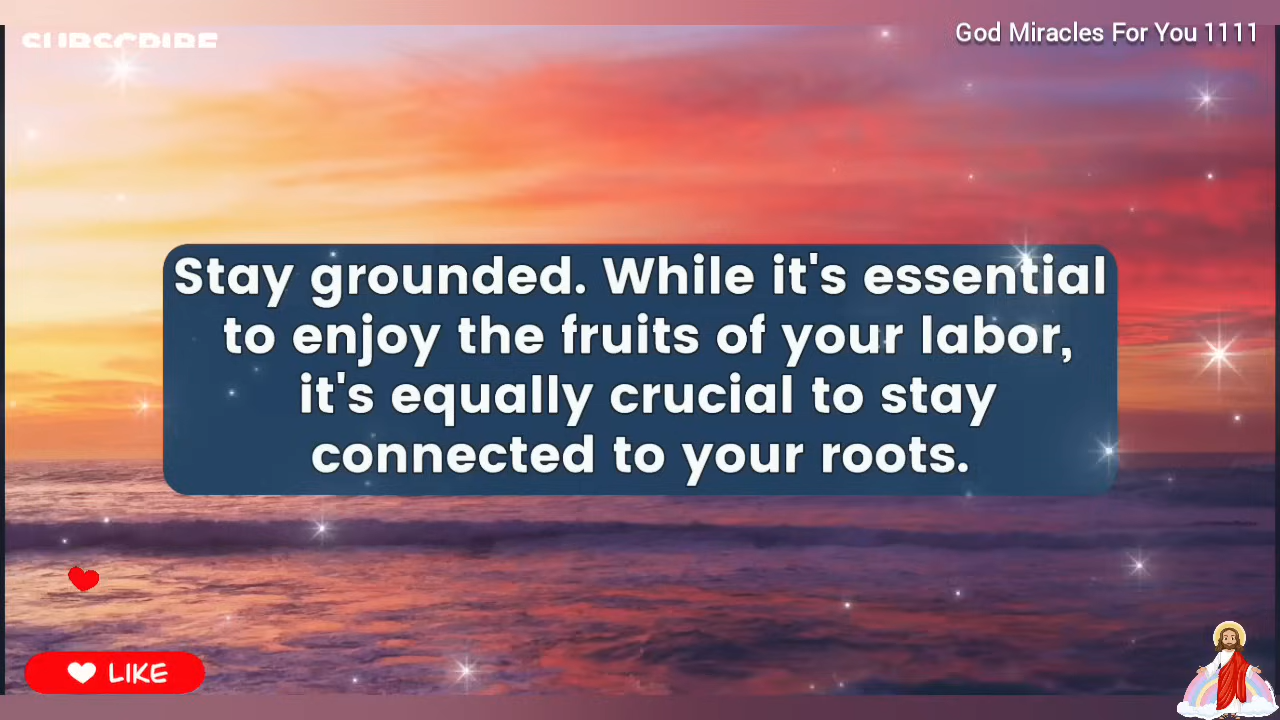 SUBSCRIBE
God Miracles For You 1111
Stay grounded. While it's essential
to enjoy the fruits of your labor,
it's equally crucial to stay
connected to your roots.
LIKE